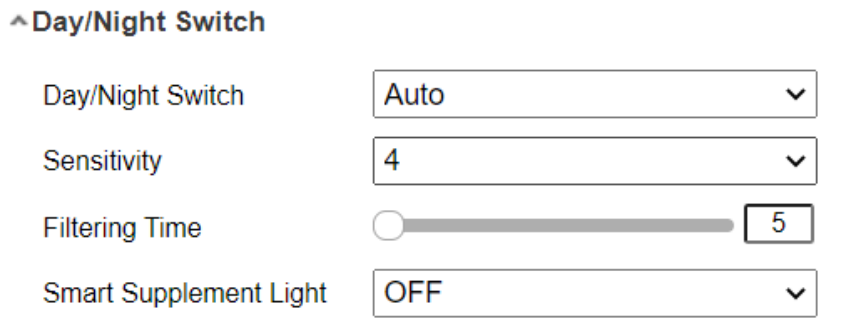 Day/Night Switch
Day/Night Switch Auto
Sensitivity 4
Filtering Time 5
Smart Supplement Light OFF